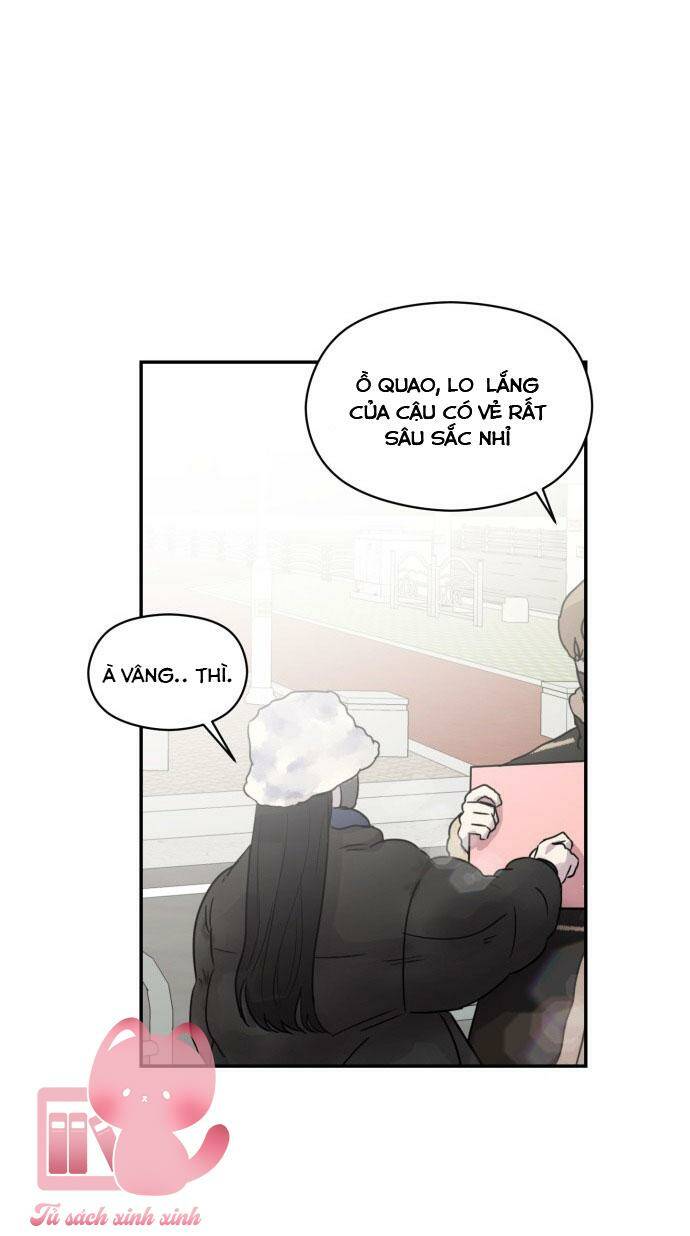 Ồ QUAO, LO LẮNG
CỦA CẬU CÓ VẺ RẤT
SÂU SẮC NHỈ
À VÂNG.. THÌ.
Tủ sách xinh xinh